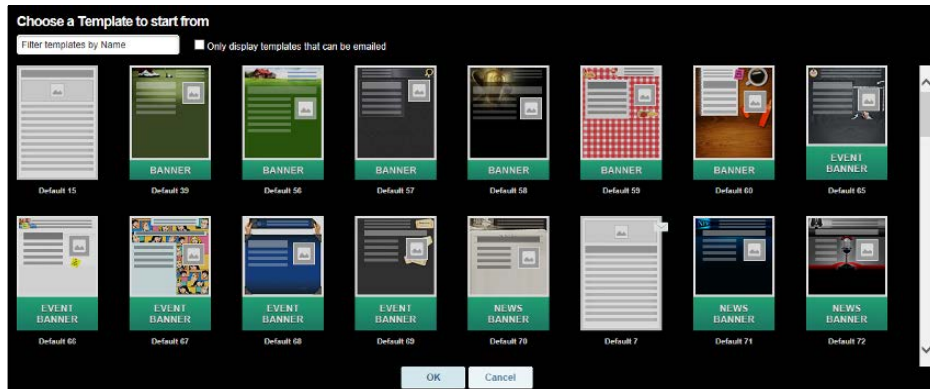 Choose a Template to start from
Filter templates by Name
Only display templates that can be emailed
BANNER BANNER BANNER BANNER BANNER BANNER EVENT BANNER
Default 15 Default 39 Default 56 Default 57 Default 58 Default 59 Default 60 Default 65
EVENT BANNER EVENT BANNER EVENT BANNER EVENT BANNER NEWS BANNER NEWS BANNER NEWS BANNER
Default 66 Default 67 Default 68 Default 69 Default 70 Default 7 Default 71 Default 72
OK Cancel